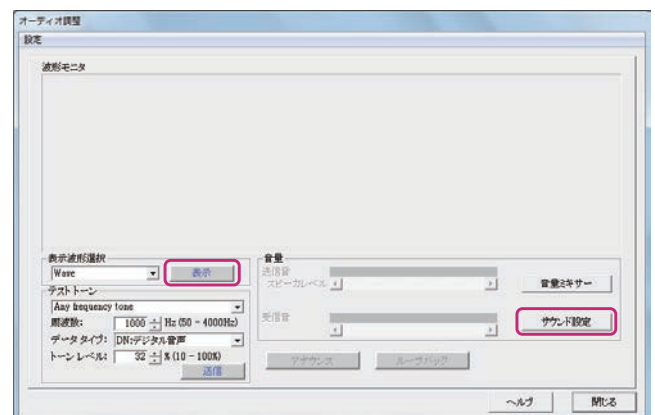 オーディオ調整
設定
波形モニタ
表示波形選択
Wave
表示
テストトーン
Any frequency tone
周波数: 1000 Hz (50 - 4000Hz)
データタイプ: DN:デジタル音声
トーンレベル: 32 % (10 - 100%)
送信
音量
送信音
スピーカレベル
受信音
音量ミキサー
サウンド設定
アナウンス
ループバック
ヘルプ
閉じる